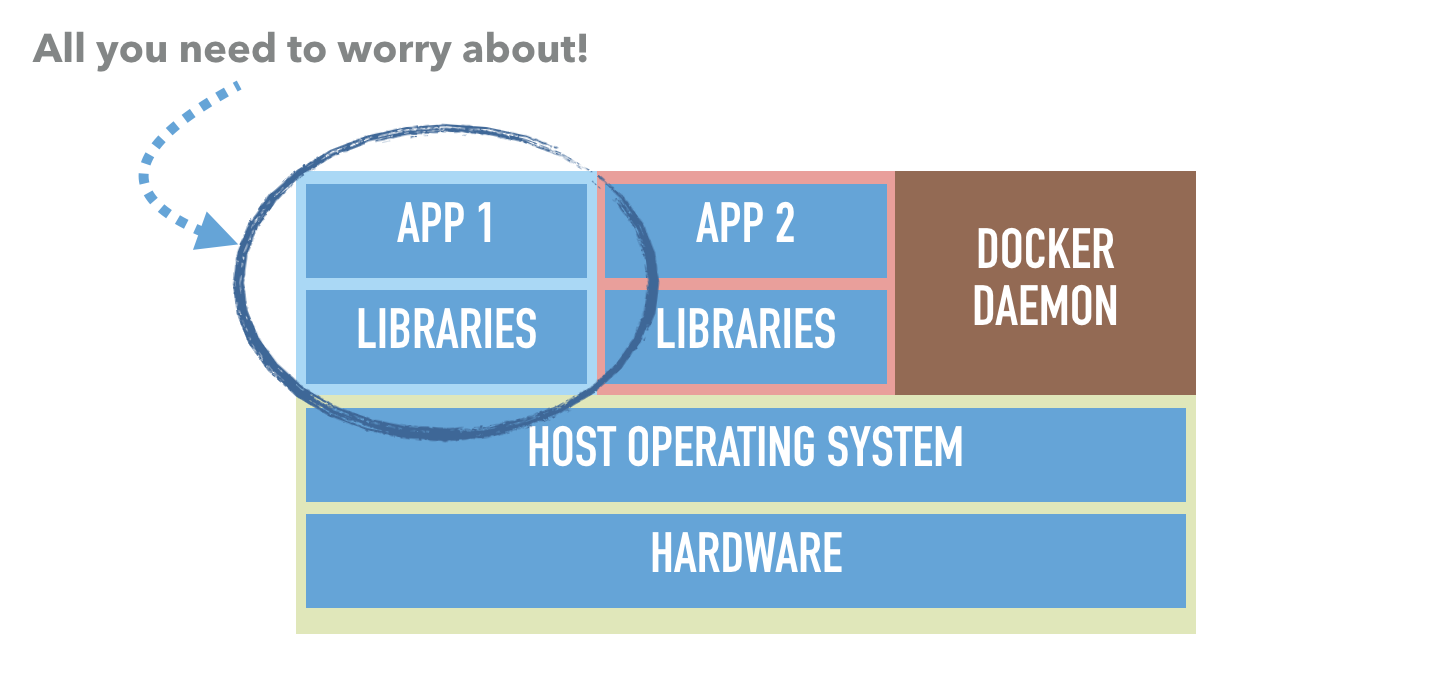 All you need to worry about!
APP 1
APP 2
DOCKER
DAEMON
LIBRARIES
LIBRARIES
HOST OPERATING SYSTEM
HARDWARE